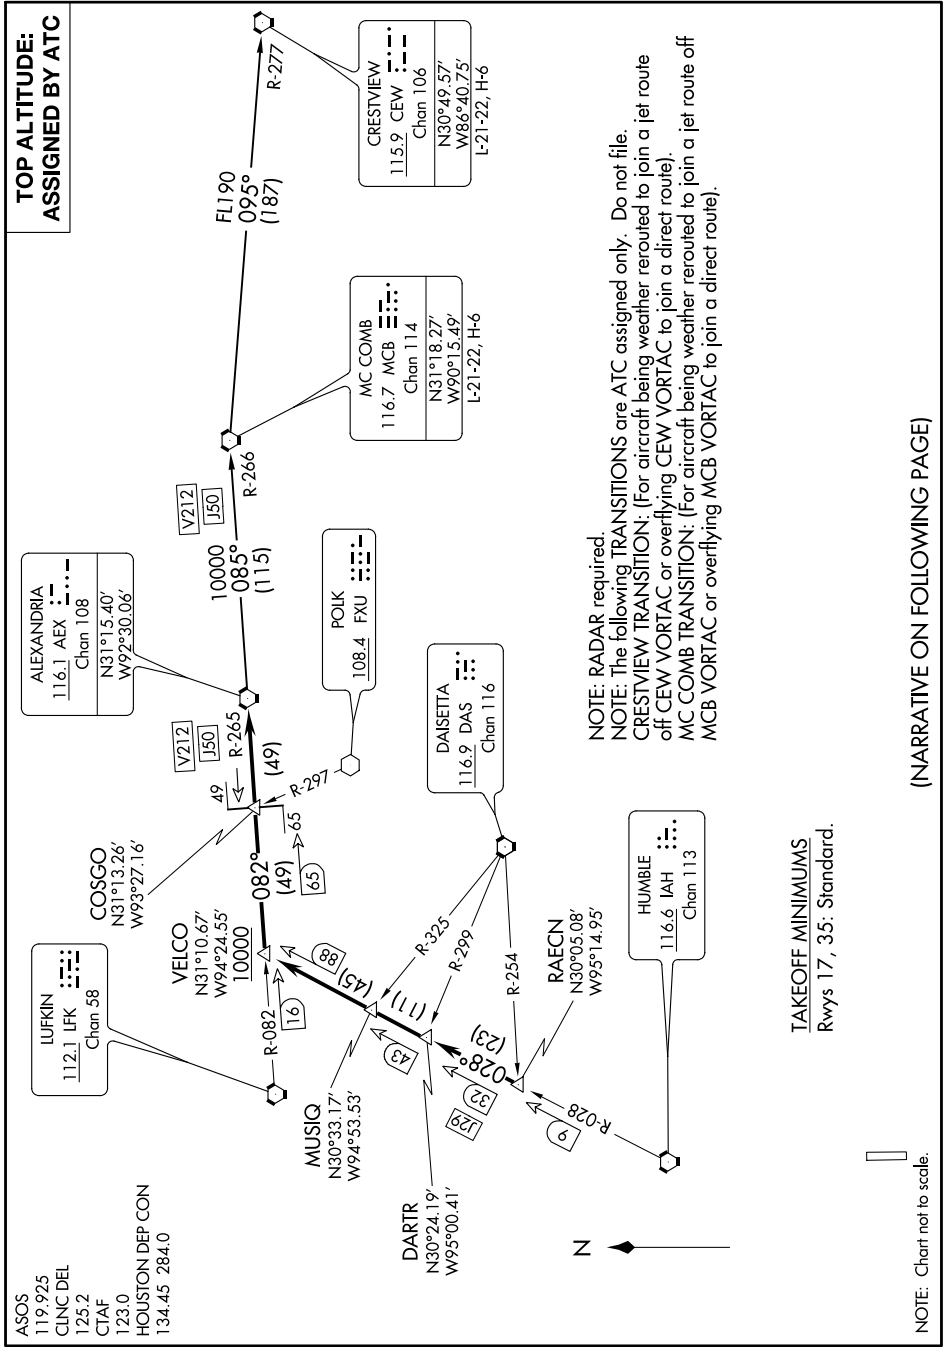 TOP ALTITUDE:
ASSIGNED BY ATC
ASOS
119.925
CLNC DEL
125.2
CTAF
123.0
HOUSTON DEP CON
134.45 284.0
LUFKIN
112.1 LFK
Chan 58
COSGO
N31°13.26'
W93°27.16'
ALEXANDRIA
116.1 AEX
Chan 108
N31°15.40'
W92°30.06'
VELCO
N31°10.67'
W94°24.55'
10000
R-082
16
082°
(49)
65
65
49
R-265
V212
J50
(49)
R-297
POLK
108.4 FXU
10000
085°
(115)
V212
J50
R-266
MC COMB
116.7 MCB
Chan 114
N31°18.27'
W90°15.49'
L-21-22, H-6
FL190
095°
(187)
R-277
CRESTVIEW
115.9 CEW
Chan 106
N30°49.57'
W86°40.75'
L-21-22, H-6
MUSIQ
N30°33.17'
W94°53.53'
88
(45)
R-325
DAISETTA
116.9 DAS
Chan 116
DARTR
N30°24.19'
W95°00.41'
43
(11)
R-299
J29
32
028°
(23)
R-254
RAECN
N30°05.08'
W95°14.95'
9
R-028
HUMBLE
116.6 IAH
Chan 113
N
NOTE: RADAR required.
NOTE: The following TRANSITIONS are ATC assigned only. Do not file.
CRESTVIEW TRANSITION: (For aircraft being weather rerouted to join a jet route
off CEW VORTAC or overflying CEW VORTAC to join a direct route).
MC COMB TRANSITION: (For aircraft being weather rerouted to join a jet route off
MCB VORTAC or overflying MCB VORTAC to join a direct route).
TAKEOFF MINIMUMS
Rwys 17, 35: Standard.
NOTE: Chart not to scale.
(NARRATIVE ON FOLLOWING PAGE)